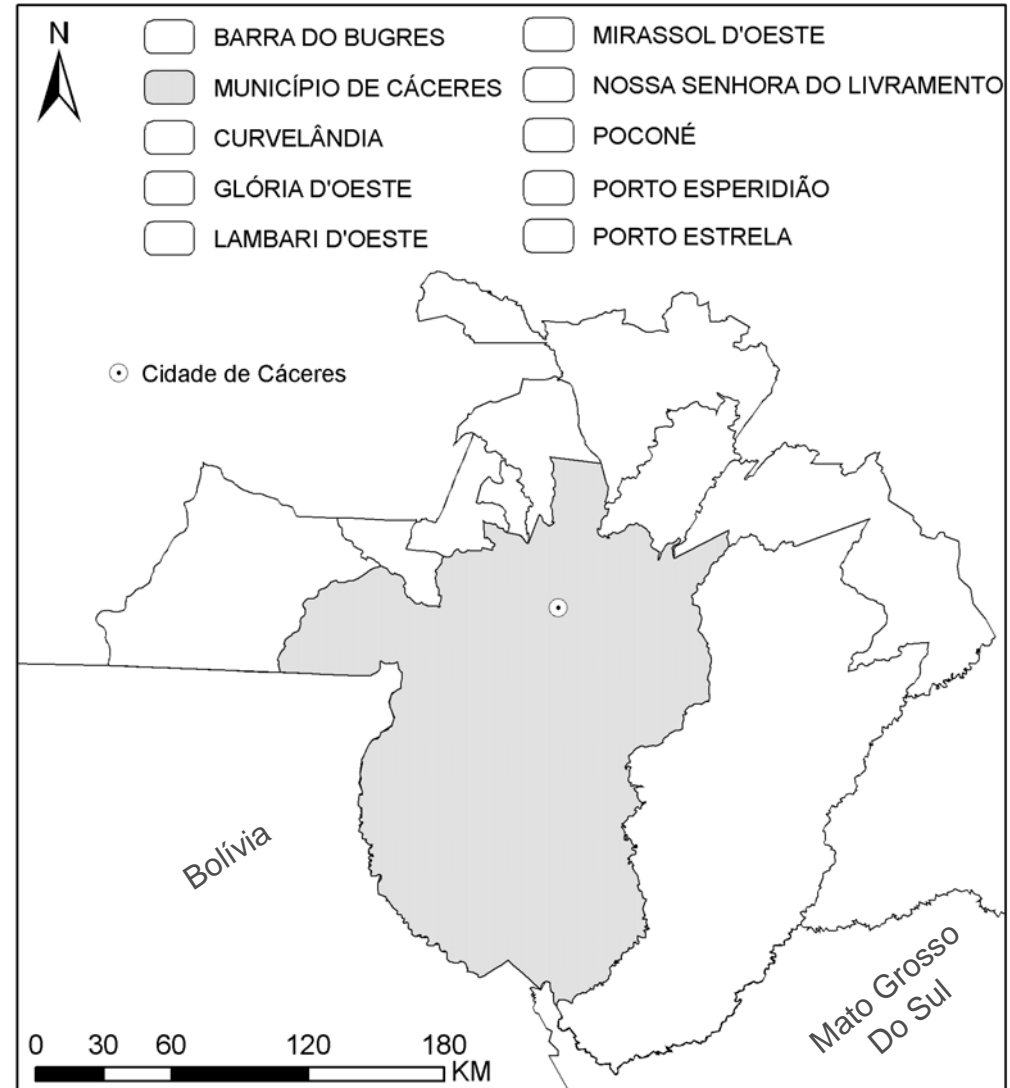 N
BARRA DO BUGRES
MUNICÍPIO DE CÁCERES
CURVELÂNDIA
GLÓRIA D'OESTE
LAMBARI D'OESTE
MIRASSOL D'OESTE
NOSSA SENHORA DO LIVRAMENTO
POCONÉ
PORTO ESPERIDIÃO
PORTO ESTRELA
Cidade de Cáceres
Bolívia
Mato Grosso
Do Sul
0 30 60 120 180
KM